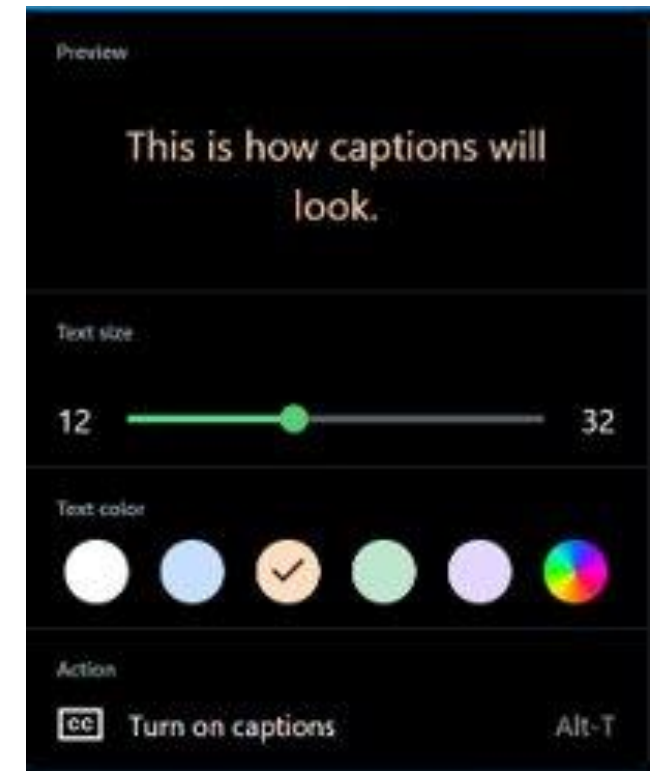 Preview
This is how captions will
look.
Text size
12 32
Text color
Action
CC Turn on captions Alt-T